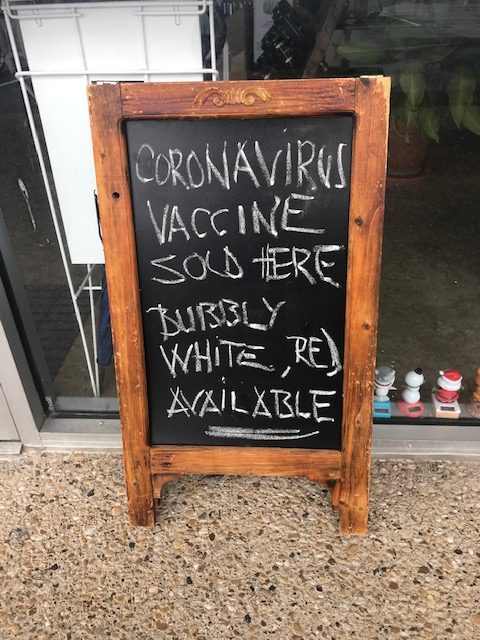 CORONAVIRUS
VACCINE
SOLD HERE
BUBBLY
WHITE, RED
AVAILABLE